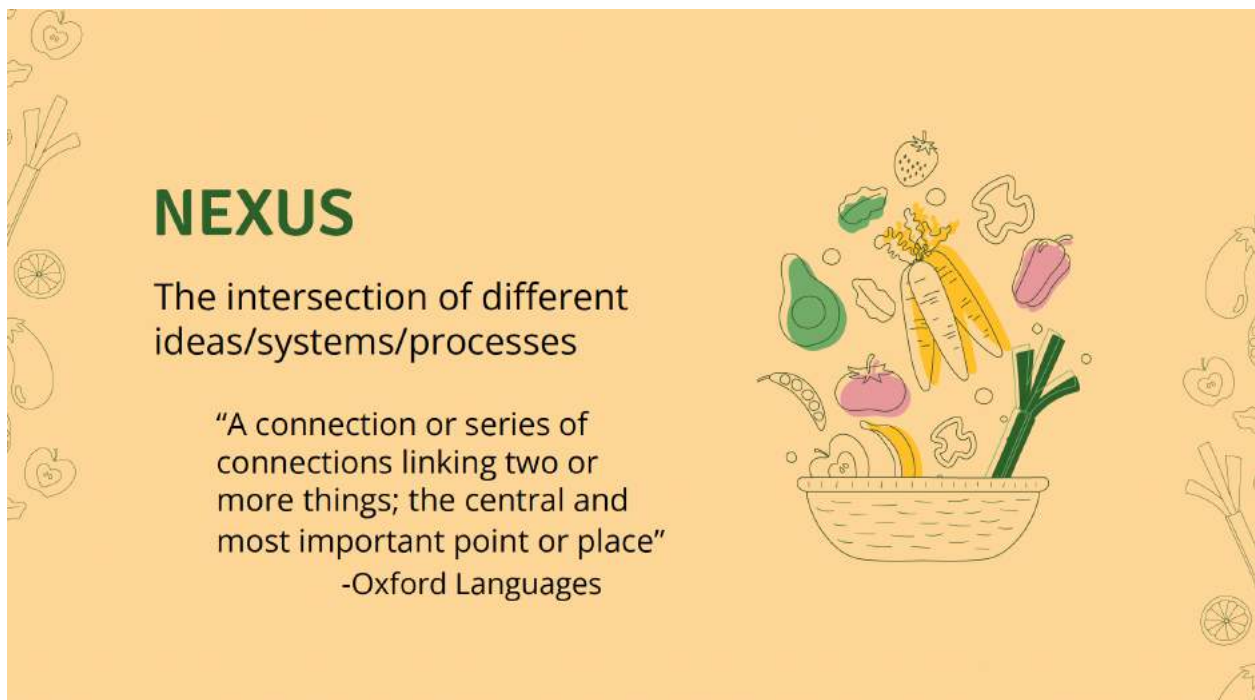 NEXUS
The intersection of different
ideas/systems/processes
“A connection or series of
connections linking two or
more things; the central and
most important point or place”
-Oxford Languages